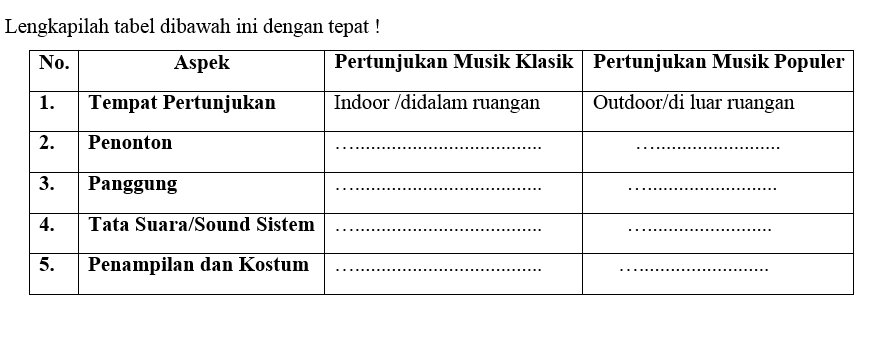 Lengkapilah tabel dibawah ini dengan tepat !
No. Aspek Pertunjukan Musik Klasik Pertunjukan Musik Populer
1. Tempat Pertunjukan Indoor /didalam ruangan Outdoor/di luar ruangan
2. Penonton …................................... ….........................
3. Panggung …................................... ….........................
4. Tata Suara/Sound Sistem …................................... ….........................
5. Penampilan dan Kostum …................................... ….........................